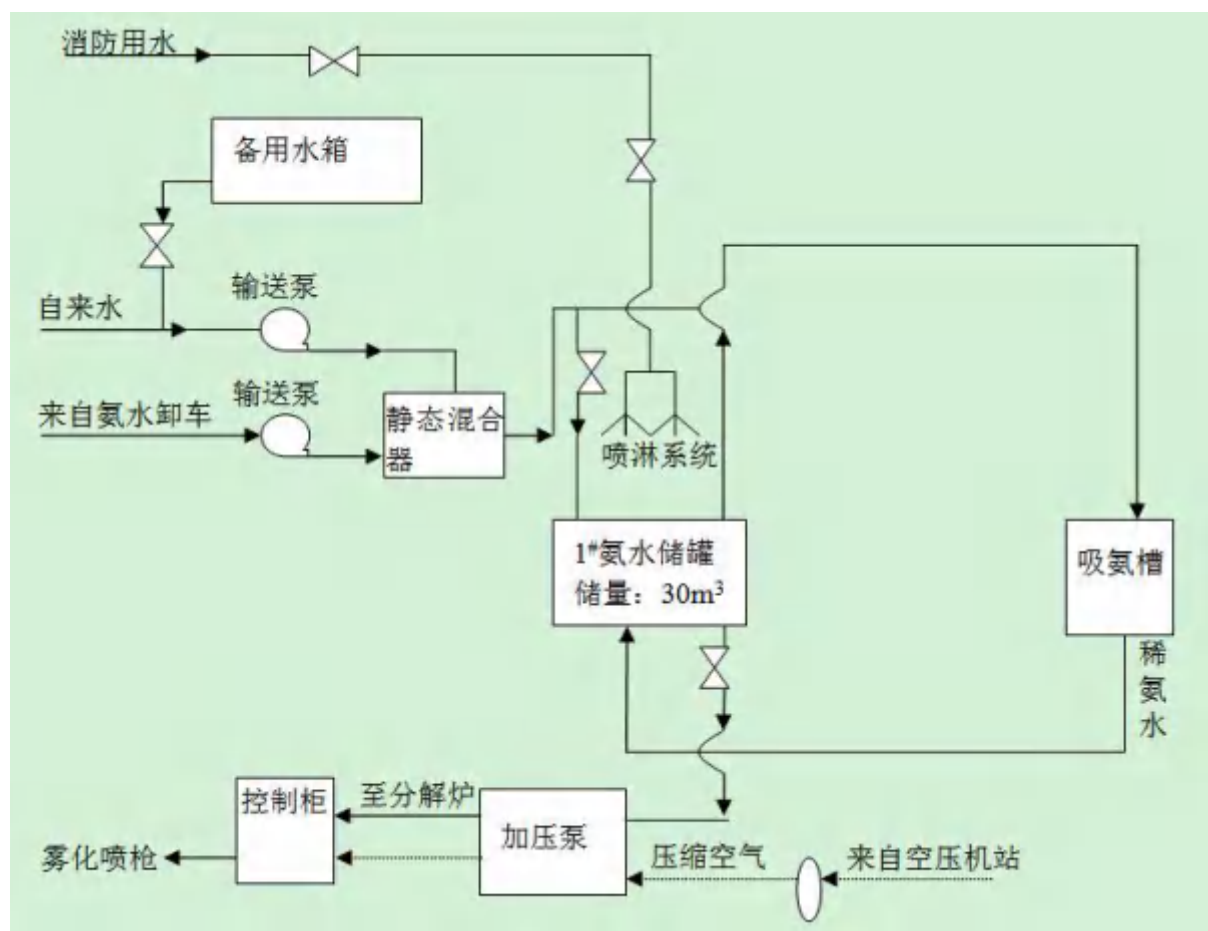 消防用水
备用水箱
输送泵
自来水
输送泵
来自氨水卸车
静态混合
器
喷淋系统
1#氨水储罐
储量：30m³
吸氨槽
稀
氨
水
控制柜
至分解炉
加压泵
雾化喷枪
压缩空气
来自空压机站